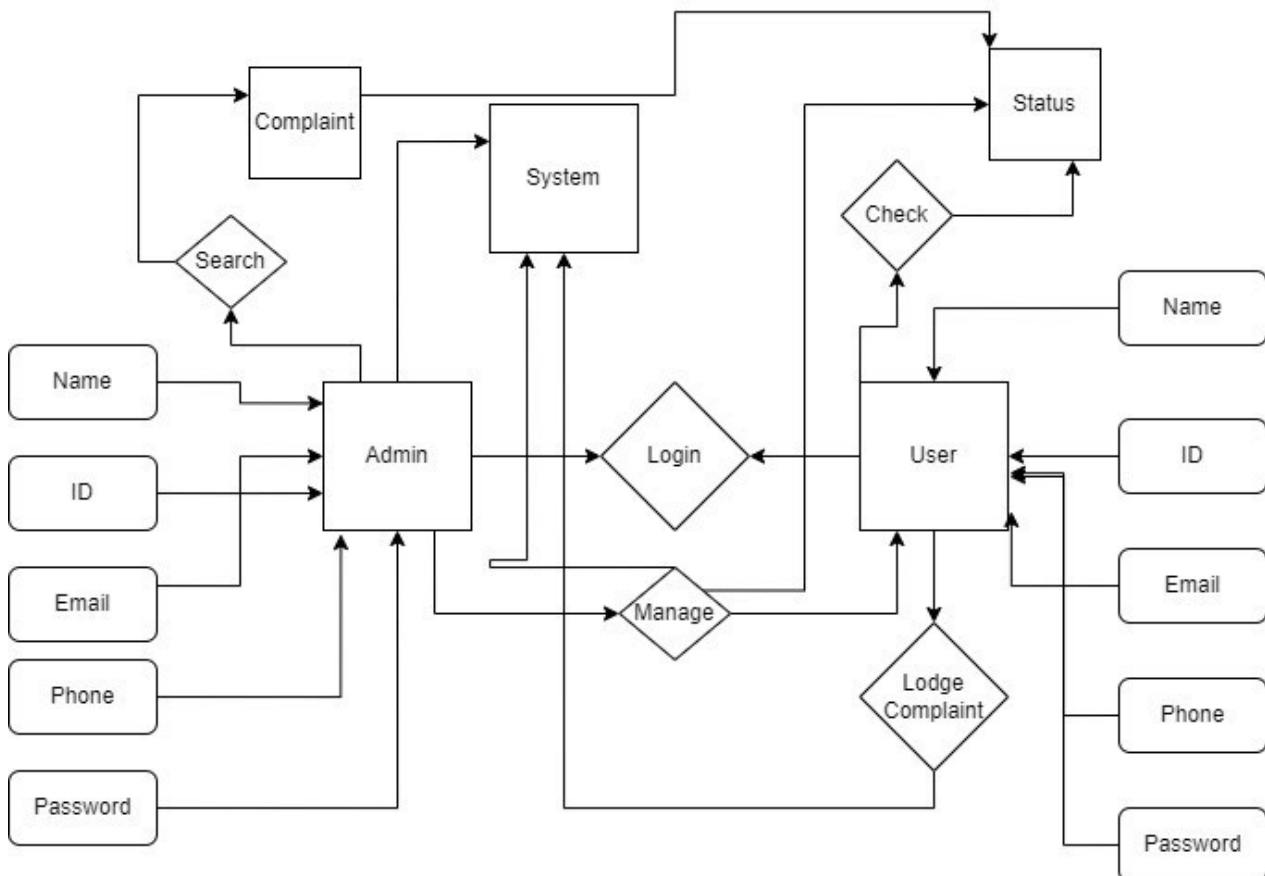 Complaint
Status
System
Check
Search
Name
Name
Admin
Login
User
ID
ID
Email
Email
Manage
Phone
Lodge
Complaint
Phone
Password
Password